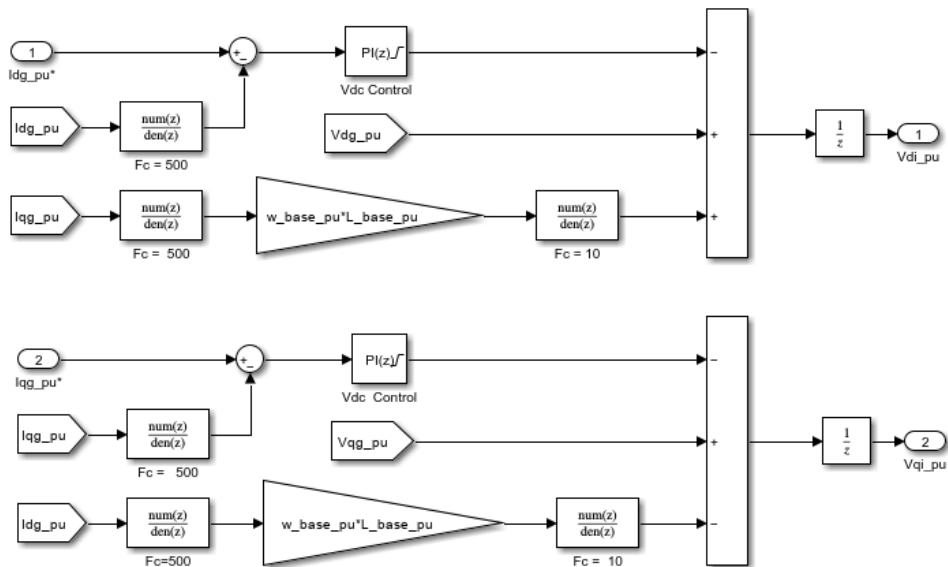 1
Idg_pu*
+
-
PI(z)
Vdc Control
-
Idg_pu
num(z)
den(z)
Fc = 500
Vdg_pu
+
1
z
1
Vdi_pu
Iqg_pu
num(z)
den(z)
Fc = 500
w_base_pu*L_base_pu
num(z)
den(z)
Fc = 10
+
2
Iqg_pu*
+
-
PI(z)
Vdc Control
-
Iqg_pu
num(z)
den(z)
Fc = 500
Vqg_pu
+
1
z
2
Vqi_pu
Idg_pu
num(z)
den(z)
Fc=500
w_base_pu*L_base_pu
num(z)
den(z)
Fc = 10
-